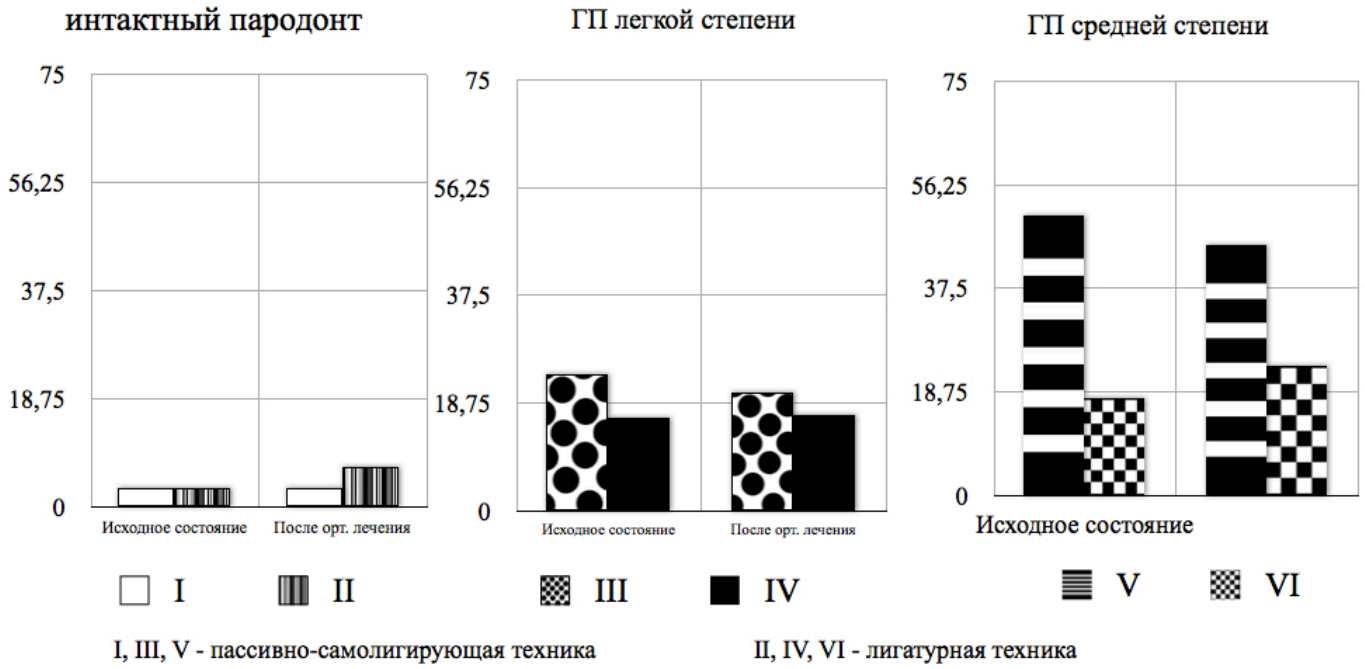 интактный пародонт
75
56,25
37,5
18,75
0
Исходное состояние
После орт. лечения
I
II
ГП легкой степени
75
56,25
37,5
18,75
0
Исходное состояние
После орт. лечения
III
IV
ГП средней степени
75
56,25
37,5
18,75
0
Исходное состояние
V
VI
I, III, V - пассивно-самолигирующая техника
II, IV, VI - лигатурная техника